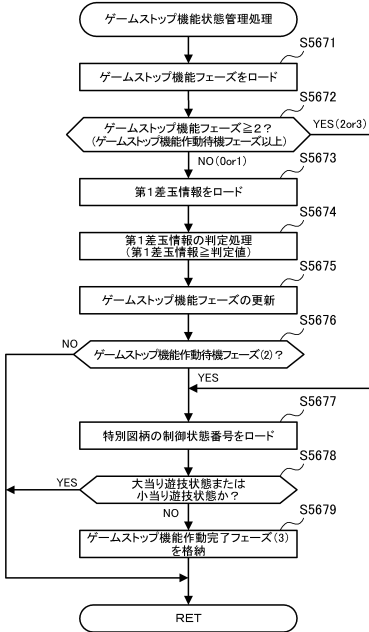 ゲームストップ機能状態管理処理
S5671
ゲームストップ機能フェーズをロード
S5672
ゲームストップ機能フェーズ≧2?
(ゲームストップ機能作動待機フェーズ以上)
YES(2or3)
NO(0or1)
S5673
第1差玉情報をロード
S5674
第1差玉情報の判定処理
(第1差玉情報≧判定値)
S5675
ゲームストップ機能フェーズの更新
S5676
NO
ゲームストップ機能作動待機フェーズ(2)?
YES
S5677
特別図柄の制御状態番号をロード
S5678
YES
大当り遊技状態または
小当り遊技状態か?
NO
S5679
ゲームストップ機能作動完了フェーズ(3)
を格納
RET